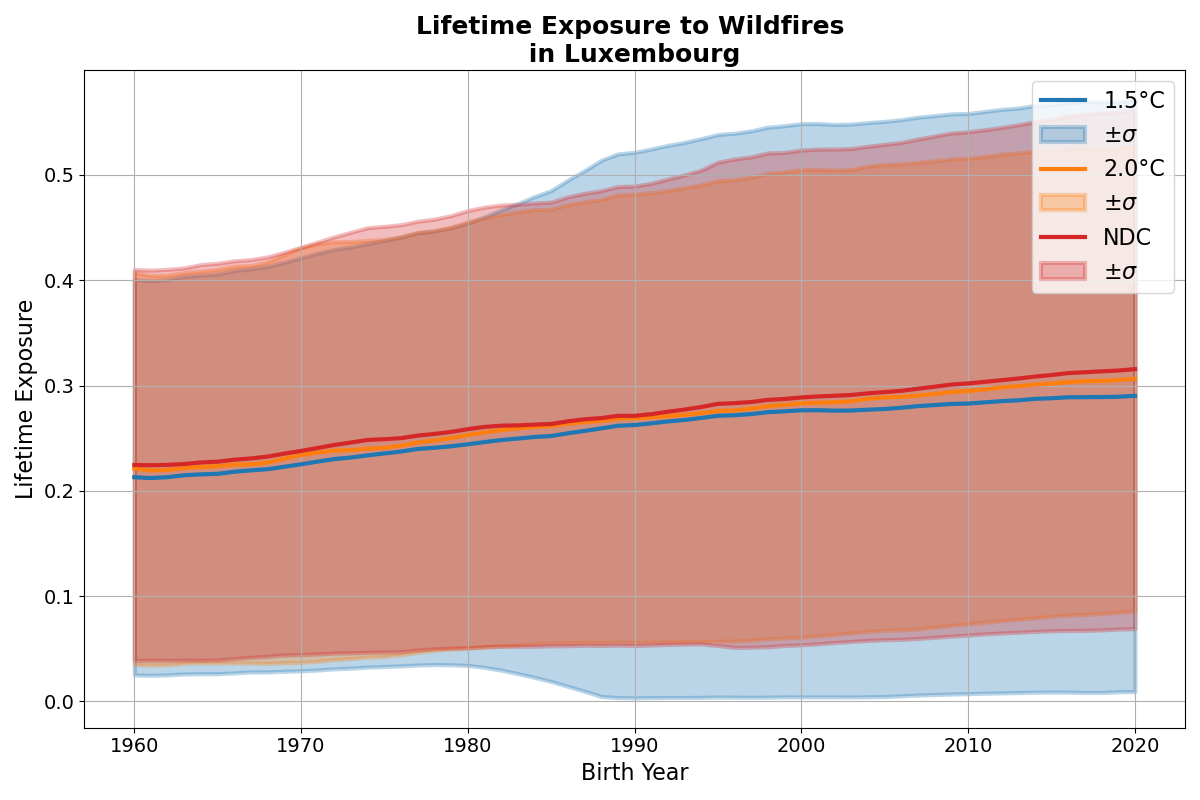 Lifetime Exposure to Wildfires
in Luxembourg
1.5°C
±σ
2.0°C
±σ
NDC
±σ
Lifetime Exposure
0.5
0.4
0.3
0.2
0.1
0.0
1960 1970 1980 1990 2000 2010 2020
Birth Year